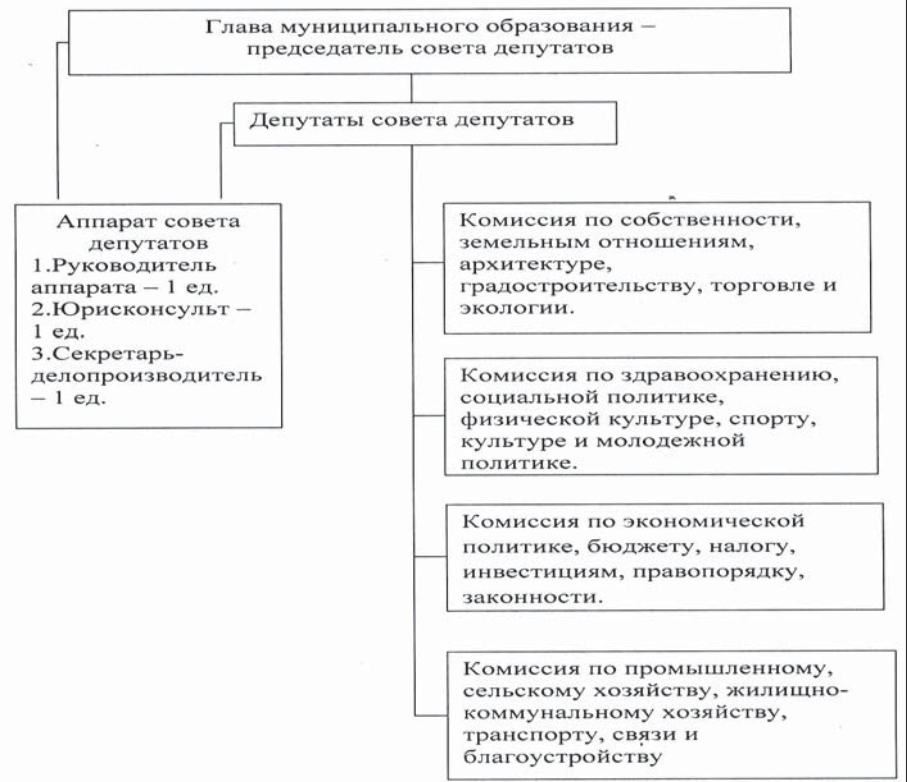 Глава муниципального образования –
председатель совета депутатов
Депутаты совета депутатов
Аппарат совета
депутатов
1.Руководитель
аппарата – 1 ед.
2.Юрисконсульт –
1 ед.
3.Секретарь-
делопроизводитель
– 1 ед.
Комиссия по собственности,
земельным отношениям,
архитектуре,
градостроительству, торговле и
экологии.
Комиссия по здравоохранению,
социальной политике,
физической культуре, спорту,
культуре и молодежной
политике.
Комиссия по экономической
политике, бюджету, налогу,
инвестициям, правопорядку,
законности.
Комиссия по промышленному,
сельскому хозяйству, жилищно-
коммунальному хозяйству,
транспорту, связи и
благоустройству